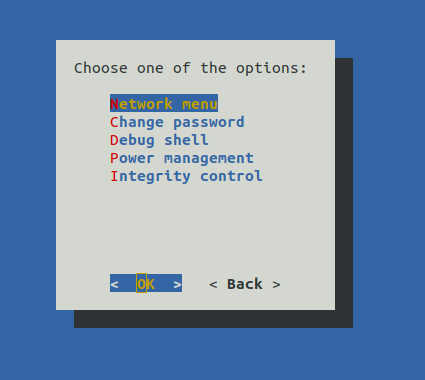 Choose one of the options:
Network menu
Change password
Debug shell
Power management
Integrity control
<  OK  >   < Back >